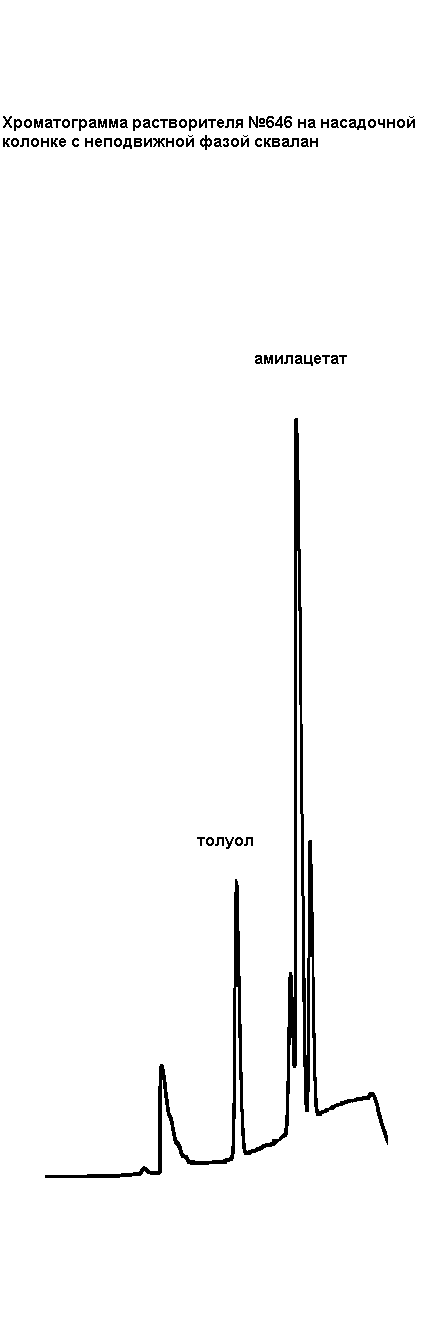 Хроматограмма растворителя №646 на насадочной
колонке с неподвижной фазой сквалан
амилацетат
толуол